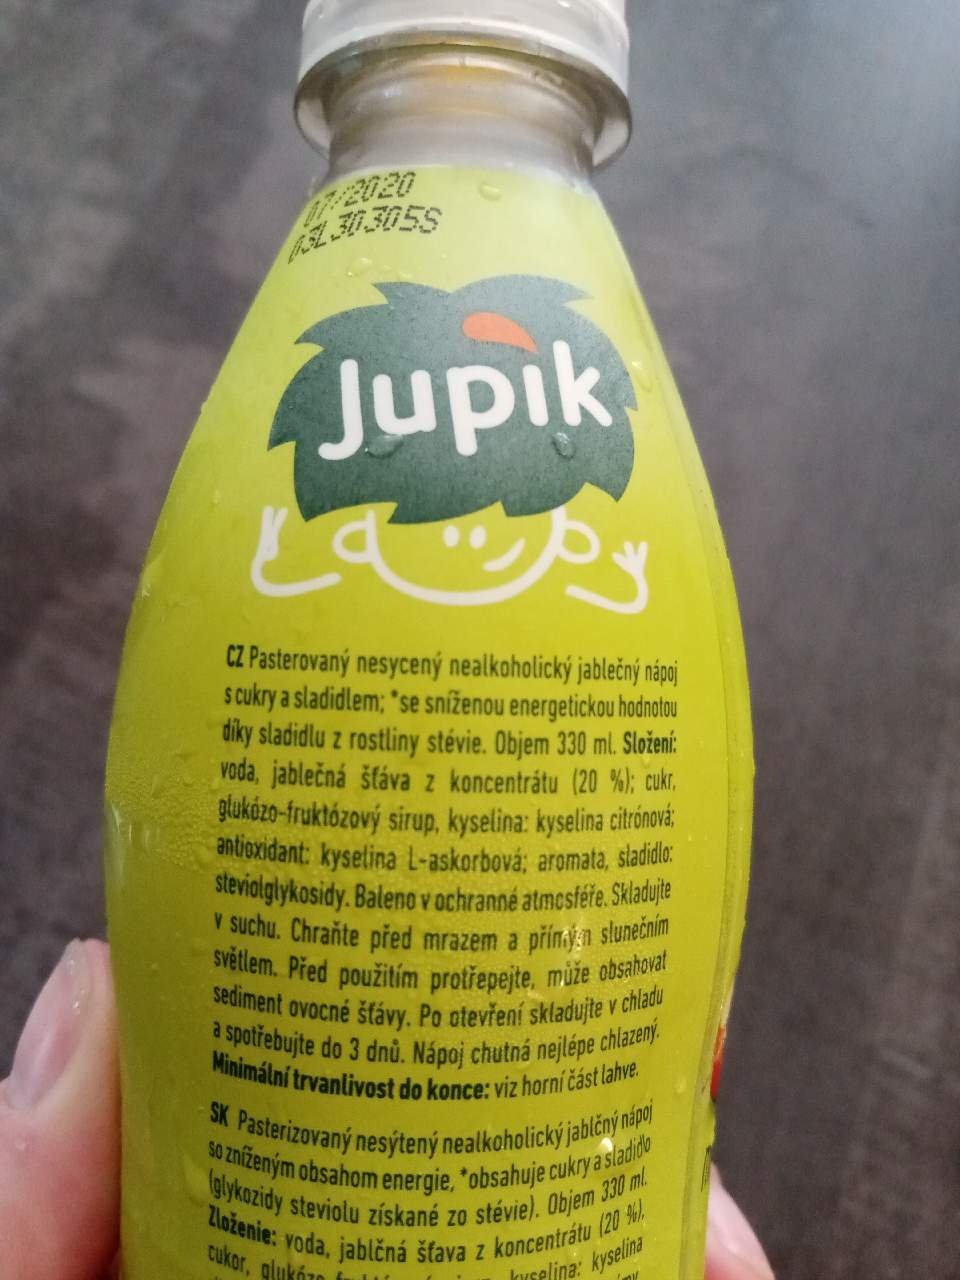 07/2020
03L30305S
Jupík
CZ Pasterovaný nesycený nealkoholický jablečný nápoj
s cukry a sladidlem; *se sníženou energetickou hodnotou
díky sladidlu z rostliny stévie. Objem 330 ml. Složení:
voda, jablečná šťáva z koncentrátu (20 %); cukr,
glukózo-fruktózový sirup, kyselina: kyselina citrónová;
antioxidant: kyselina L-askorbová; aromata, sladidlo:
steviolglykosidy. Baleno v ochranné atmosféře. Skladujte
v suchu. Chraňte před mrazem a přímým slunečním
světlem. Před použitím protřepejte, může obsahovat
sediment ovocné šťávy. Po otevření skladujte v chladu
a spotřebujte do 3 dnů. Nápoj chutná nejlépe chlazený.
Minimální trvanlivost do konce: viz horní část lahve.
SK Pasterizovaný nesýtený nealkoholický jablčný nápoj
so zníženým obsahom energie, *obsahuje cukry a sladidlo
(glykozidy steviolu získané zo stévie). Objem 330 ml.
Zloženie: voda, jablčná šťava z koncentrátu (20 %),
cukor, kyselina: kyselina